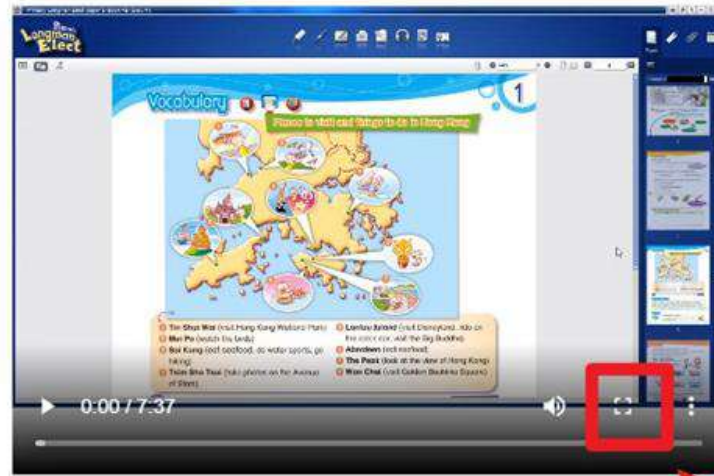 Longman
Elect
Vocabulary
1
Places to visit and things to do in Hong Kong
Tin Shui Wai (visit Hong Kong Wetland Park)
Mai Po (watch the birds)
Sai Kung (eat seafood, do water sports, go
hiking)
Tsim Sha Tsui (take photos on the Avenue
of Stars)
Lantau Island (visit Disneyland, ride on
the cable car, visit the Big Buddha)
Aberdeen (eat seafood)
The Peak (look at the view of Hong Kong)
Wan Chai (visit Golden Bauhinia Square)
0:00 / 7:37